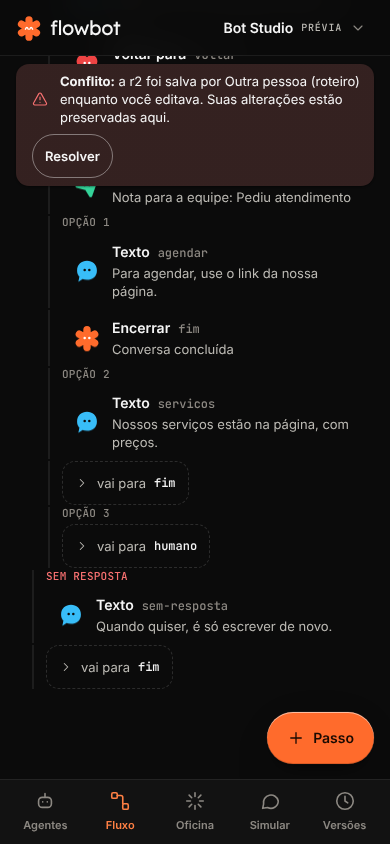 flowbot
Bot Studio PRÉVIA
Voltar para voltar
Conflito: a r2 foi salva por Outra pessoa (roteiro)
enquanto você editava. Suas alterações estão
preservadas aqui.
Resolver
Nota para a equipe: Pediu atendimento
OPÇÃO 1
Texto agendar
Para agendar, use o link da nossa
página.
Encerrar fim
Conversa concluída
OPÇÃO 2
Texto servicos
Nossos serviços estão na página, com
preços.
vai para fim
OPÇÃO 3
vai para humano
SEM RESPOSTA
Texto sem-resposta
Quando quiser, é só escrever de novo.
vai para fim
Passo
Agentes
Fluxo
Oficina
Simular
Versões